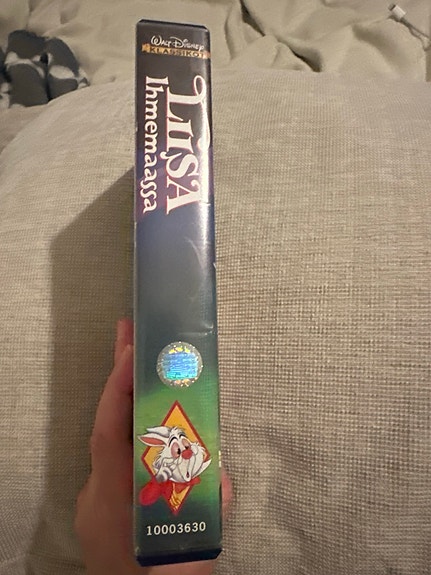 WALT DISNEY
KLASSIKOT
LIISA
Ihmemaassa
10003630